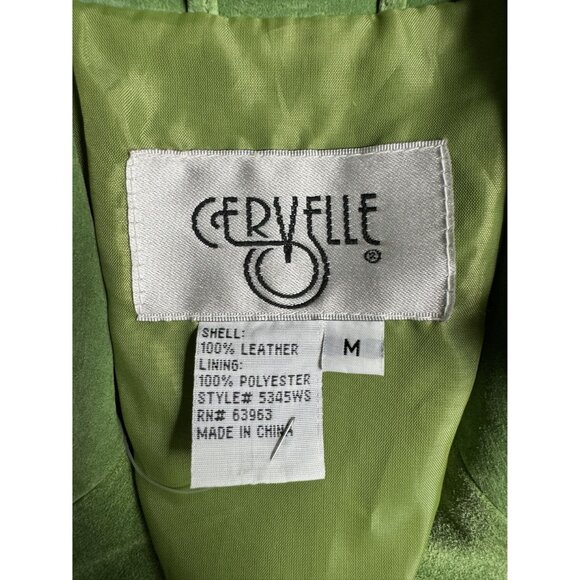 CERVELLE ®
SHELL:
100% LEATHER
LINING:
100% POLYESTER
STYLE# 5345WS
RN# 63963
MADE IN CHINA
M